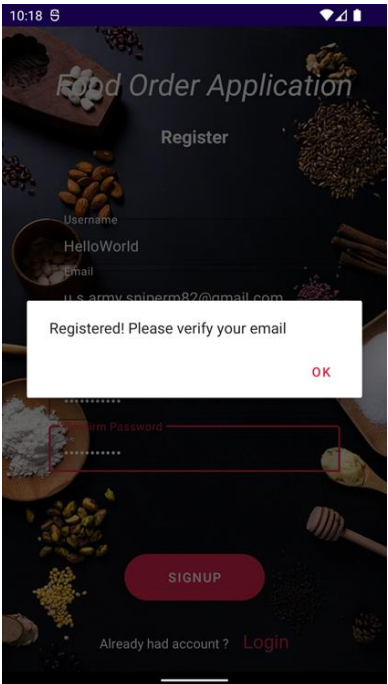 10:18
Food Order Application
Register
Username
HelloWorld
Email
u.s.army.sniperm82@gmail.com
Registered! Please verify your email
OK
Confirm Password
SIGNUP
Already had account ? Login